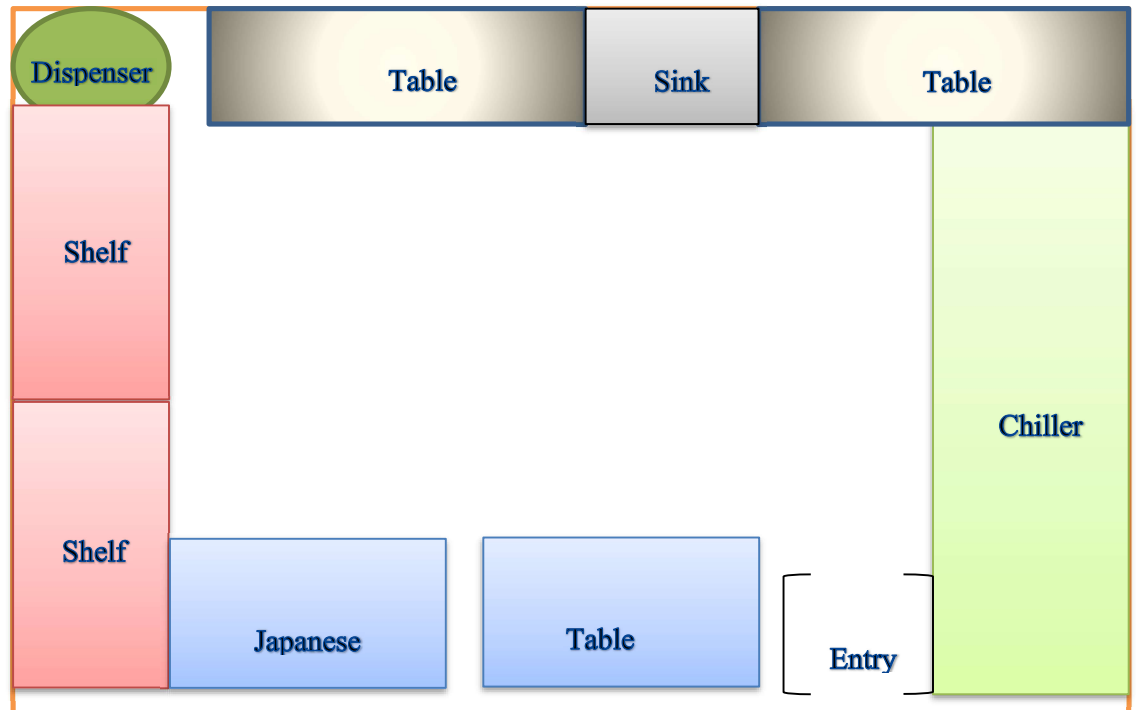 Dispenser
Table
Sink
Table
Shelf
Chiller
Shelf
Japanese
Table
Entry